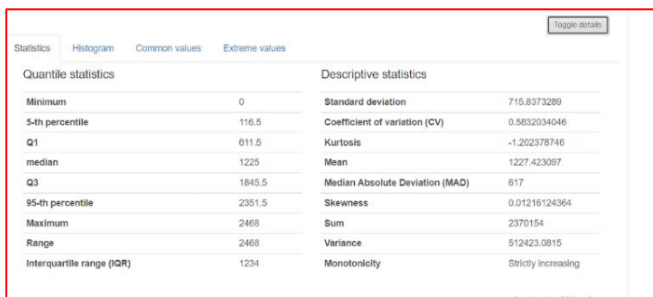 Toggle details
Statistics Histogram Common values Extreme values
Quantile statistics Descriptive statistics
Minimum 0 Standard deviation 715.8373289
5-th percentile 116.5 Coefficient of variation (CV) 0.5832034046
Q1 611.5 Kurtosis -1.202378746
median 1225 Mean 1227.423097
Q3 1845.5 Median Absolute Deviation (MAD) 617
95-th percentile 2351.5 Skewness 0.01216124364
Maximum 2468 Sum 2370154
Range 2468 Variance 512423.0815
Interquartile range (IQR) 1234 Monotonicity Strictly increasing